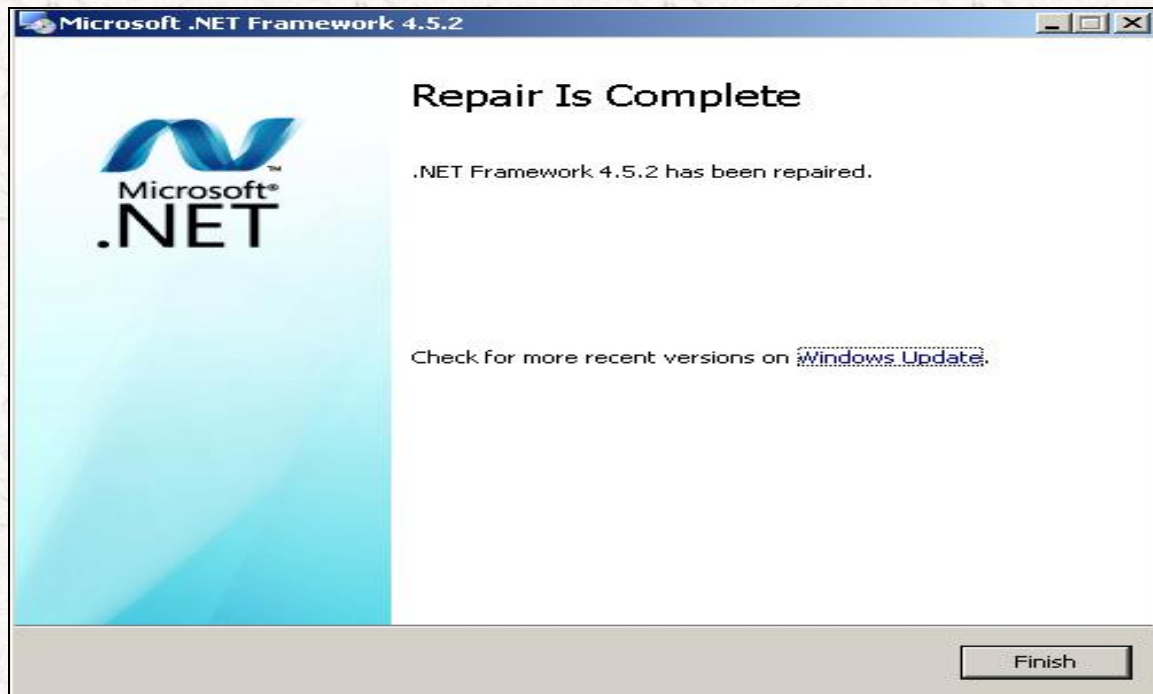 Microsoft .NET Framework 4.5.2
Repair Is Complete
.NET Framework 4.5.2 has been repaired.
Microsoft®
.NET
Check for more recent versions on Windows Update.
Finish